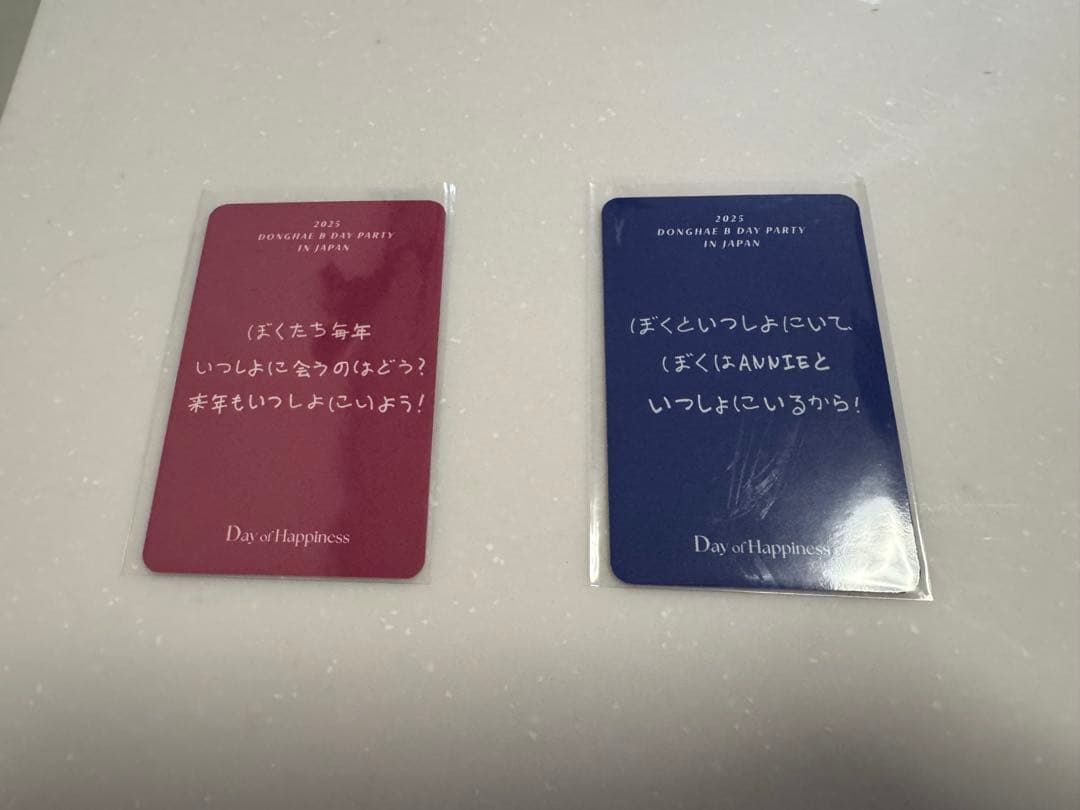 2025
DONGHAE B DAY PARTY
IN JAPAN
ぼくたち毎年
いつしよに会うのはどう?
来年もいつしよにいよう!
Day of Happiness
2025
DONGHAE B DAY PARTY
IN JAPAN
ぼくといつしよにいて、
ぼくはANNIEと
いつしょにいるから!
Day of Happiness